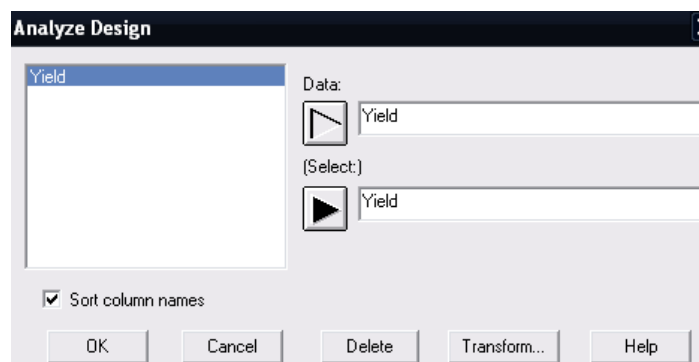 Analyze Design
Yield
Data:
Yield
(Select:)
Yield
Sort column names
OK
Cancel
Delete
Transform...
Help